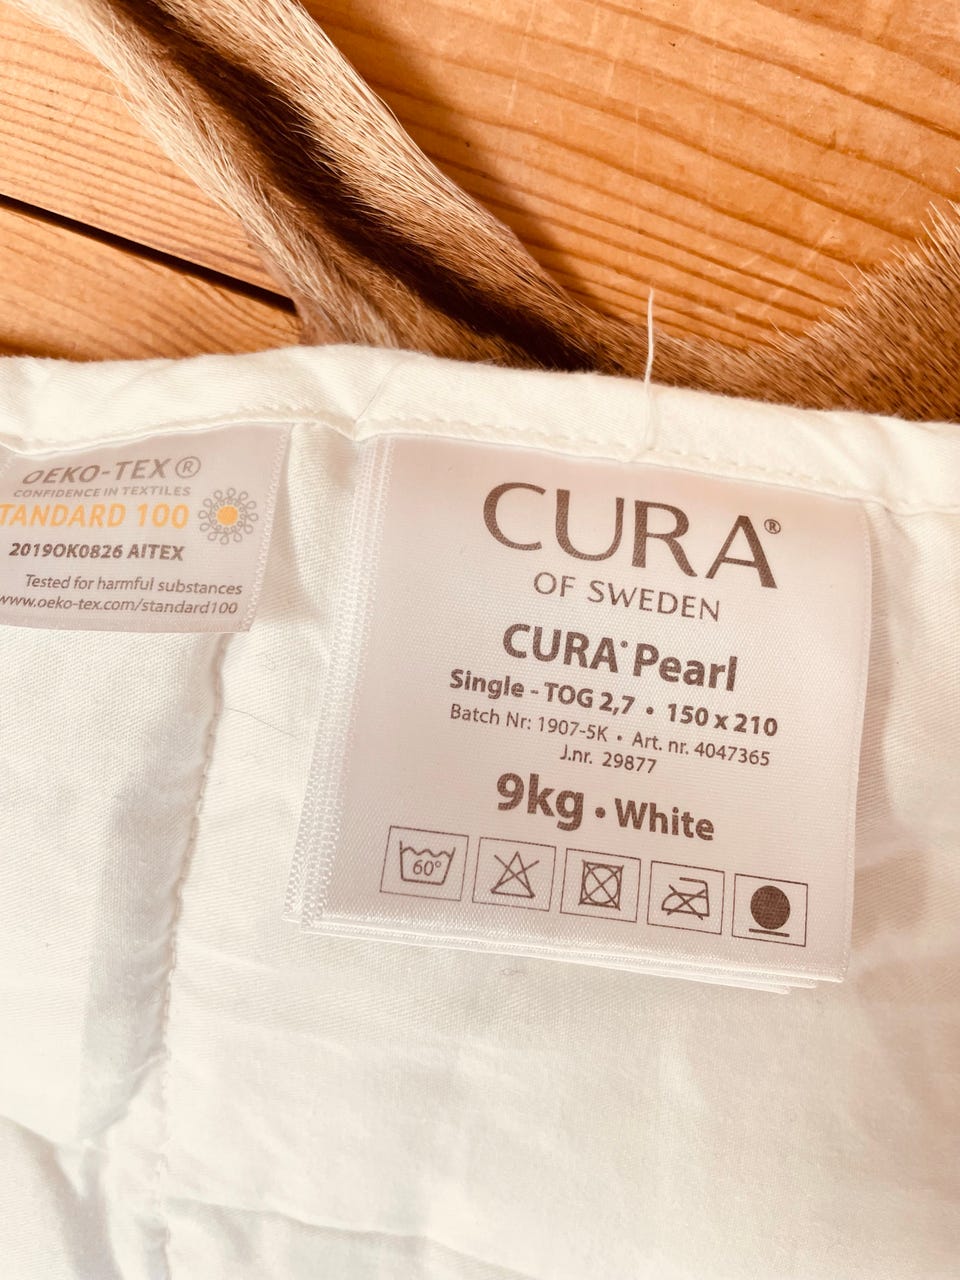 OEKO-TEX®
CONFIDENCE IN TEXTILES
TANDARD 100
2019OK0826 AITEX
Tested for harmful substances
www.oeko-tex.com/standard100
CURA®
OF SWEDEN
CURA® Pearl
Single - TOG 2,7 • 150 x 210
Batch Nr: 1907-5K • Art. nr. 4047365
J.nr. 29877
9kg • White
60°